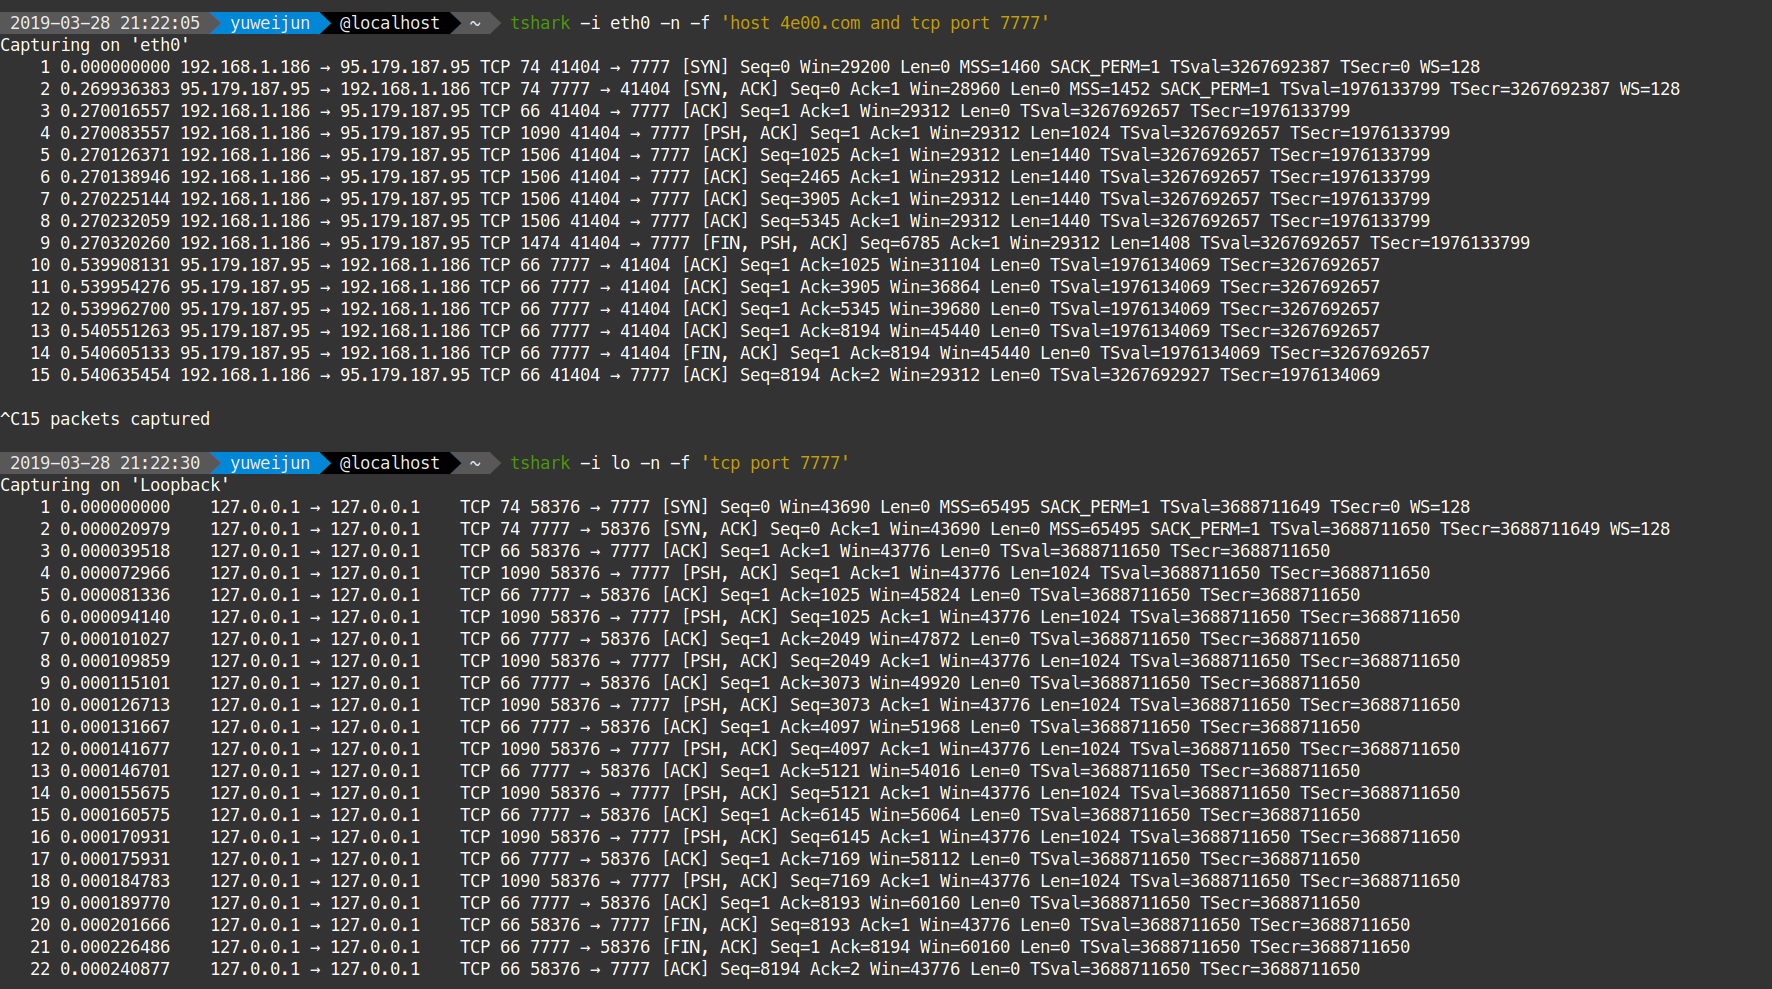 2019-03-28 21:22:05 yuweijun @localhost ~ tshark -i eth0 -n -f 'host 4e00.com and tcp port 7777'
Capturing on 'eth0'
1 0.000000000 192.168.1.186 → 95.179.187.95 TCP 74 41404 → 7777 [SYN] Seq=0 Win=29200 Len=0 MSS=1460 SACK_PERM=1 TSval=3267692387 TSecr=0 WS=128
2 0.269936383 95.179.187.95 → 192.168.1.186 TCP 74 7777 → 41404 [SYN, ACK] Seq=0 Ack=1 Win=28960 Len=0 MSS=1452 SACK_PERM=1 TSval=1976133799 TSecr=3267692387 WS=128
3 0.270016557 192.168.1.186 → 95.179.187.95 TCP 66 41404 → 7777 [ACK] Seq=1 Ack=1 Win=29312 Len=0 TSval=3267692657 TSecr=1976133799
4 0.270083557 192.168.1.186 → 95.179.187.95 TCP 1090 41404 → 7777 [PSH, ACK] Seq=1 Ack=1 Win=29312 Len=1024 TSval=3267692657 TSecr=1976133799
5 0.270126371 192.168.1.186 → 95.179.187.95 TCP 1506 41404 → 7777 [ACK] Seq=1025 Ack=1 Win=29312 Len=1440 TSval=3267692657 TSecr=1976133799
6 0.270138946 192.168.1.186 → 95.179.187.95 TCP 1506 41404 → 7777 [ACK] Seq=2465 Ack=1 Win=29312 Len=1440 TSval=3267692657 TSecr=1976133799
7 0.270225144 192.168.1.186 → 95.179.187.95 TCP 1506 41404 → 7777 [ACK] Seq=3905 Ack=1 Win=29312 Len=1440 TSval=3267692657 TSecr=1976133799
8 0.270232059 192.168.1.186 → 95.179.187.95 TCP 1506 41404 → 7777 [ACK] Seq=5345 Ack=1 Win=29312 Len=1440 TSval=3267692657 TSecr=1976133799
9 0.270320260 192.168.1.186 → 95.179.187.95 TCP 1474 41404 → 7777 [FIN, PSH, ACK] Seq=6785 Ack=1 Win=29312 Len=1408 TSval=3267692657 TSecr=1976133799
10 0.539908131 95.179.187.95 → 192.168.1.186 TCP 66 7777 → 41404 [ACK] Seq=1 Ack=1025 Win=31104 Len=0 TSval=1976134069 TSecr=3267692657
11 0.539954276 95.179.187.95 → 192.168.1.186 TCP 66 7777 → 41404 [ACK] Seq=1 Ack=3905 Win=36864 Len=0 TSval=1976134069 TSecr=3267692657
12 0.539962700 95.179.187.95 → 192.168.1.186 TCP 66 7777 → 41404 [ACK] Seq=1 Ack=5345 Win=39680 Len=0 TSval=1976134069 TSecr=3267692657
13 0.540551263 95.179.187.95 → 192.168.1.186 TCP 66 7777 → 41404 [ACK] Seq=1 Ack=8194 Win=45440 Len=0 TSval=1976134069 TSecr=3267692657
14 0.540605133 95.179.187.95 → 192.168.1.186 TCP 66 7777 → 41404 [FIN, ACK] Seq=1 Ack=8194 Win=45440 Len=0 TSval=1976134069 TSecr=3267692657
15 0.540635454 192.168.1.186 → 95.179.187.95 TCP 66 41404 → 7777 [ACK] Seq=8194 Ack=2 Win=29312 Len=0 TSval=3267692927 TSecr=1976134069
^C15 packets captured
2019-03-28 21:22:30 yuweijun @localhost ~ tshark -i lo -n -f 'tcp port 7777'
Capturing on 'Loopback'
1 0.000000000 127.0.0.1 → 127.0.0.1 TCP 74 58376 → 7777 [SYN] Seq=0 Win=43690 Len=0 MSS=65495 SACK_PERM=1 TSval=3688711649 TSecr=0 WS=128
2 0.000020979 127.0.0.1 → 127.0.0.1 TCP 74 7777 → 58376 [SYN, ACK] Seq=0 Ack=1 Win=43690 Len=0 MSS=65495 SACK_PERM=1 TSval=3688711650 TSecr=3688711649 WS=128
3 0.000039518 127.0.0.1 → 127.0.0.1 TCP 66 58376 → 7777 [ACK] Seq=1 Ack=1 Win=43776 Len=0 TSval=3688711650 TSecr=3688711650
4 0.000072966 127.0.0.1 → 127.0.0.1 TCP 1090 58376 → 7777 [PSH, ACK] Seq=1 Ack=1 Win=43776 Len=1024 TSval=3688711650 TSecr=3688711650
5 0.000081336 127.0.0.1 → 127.0.0.1 TCP 66 7777 → 58376 [ACK] Seq=1 Ack=1025 Win=45824 Len=0 TSval=3688711650 TSecr=3688711650
6 0.000094140 127.0.0.1 → 127.0.0.1 TCP 1090 58376 → 7777 [PSH, ACK] Seq=1025 Ack=1 Win=43776 Len=1024 TSval=3688711650 TSecr=3688711650
7 0.000101027 127.0.0.1 → 127.0.0.1 TCP 66 7777 → 58376 [ACK] Seq=1 Ack=2049 Win=47872 Len=0 TSval=3688711650 TSecr=3688711650
8 0.000109859 127.0.0.1 → 127.0.0.1 TCP 1090 58376 → 7777 [PSH, ACK] Seq=2049 Ack=1 Win=43776 Len=1024 TSval=3688711650 TSecr=3688711650
9 0.000115101 127.0.0.1 → 127.0.0.1 TCP 66 7777 → 58376 [ACK] Seq=1 Ack=3073 Win=49920 Len=0 TSval=3688711650 TSecr=3688711650
10 0.000126713 127.0.0.1 → 127.0.0.1 TCP 1090 58376 → 7777 [PSH, ACK] Seq=3073 Ack=1 Win=43776 Len=1024 TSval=3688711650 TSecr=3688711650
11 0.000131667 127.0.0.1 → 127.0.0.1 TCP 66 7777 → 58376 [ACK] Seq=1 Ack=4097 Win=51968 Len=0 TSval=3688711650 TSecr=3688711650
12 0.000141677 127.0.0.1 → 127.0.0.1 TCP 1090 58376 → 7777 [PSH, ACK] Seq=4097 Ack=1 Win=43776 Len=1024 TSval=3688711650 TSecr=3688711650
13 0.000146701 127.0.0.1 → 127.0.0.1 TCP 66 7777 → 58376 [ACK] Seq=1 Ack=5121 Win=54016 Len=0 TSval=3688711650 TSecr=3688711650
14 0.000155675 127.0.0.1 → 127.0.0.1 TCP 1090 58376 → 7777 [PSH, ACK] Seq=5121 Ack=1 Win=43776 Len=1024 TSval=3688711650 TSecr=3688711650
15 0.000160575 127.0.0.1 → 127.0.0.1 TCP 66 7777 → 58376 [ACK] Seq=1 Ack=6145 Win=56064 Len=0 TSval=3688711650 TSecr=3688711650
16 0.000170931 127.0.0.1 → 127.0.0.1 TCP 1090 58376 → 7777 [PSH, ACK] Seq=6145 Ack=1 Win=43776 Len=1024 TSval=3688711650 TSecr=3688711650
17 0.000175931 127.0.0.1 → 127.0.0.1 TCP 66 7777 → 58376 [ACK] Seq=1 Ack=7169 Win=58112 Len=0 TSval=3688711650 TSecr=3688711650
18 0.000184783 127.0.0.1 → 127.0.0.1 TCP 1090 58376 → 7777 [PSH, ACK] Seq=7169 Ack=1 Win=43776 Len=1024 TSval=3688711650 TSecr=3688711650
19 0.000189770 127.0.0.1 → 127.0.0.1 TCP 66 7777 → 58376 [ACK] Seq=1 Ack=8193 Win=60160 Len=0 TSval=3688711650 TSecr=3688711650
20 0.000201666 127.0.0.1 → 127.0.0.1 TCP 66 58376 → 7777 [FIN, ACK] Seq=8193 Ack=1 Win=43776 Len=0 TSval=3688711650 TSecr=3688711650
21 0.000226486 127.0.0.1 → 127.0.0.1 TCP 66 7777 → 58376 [FIN, ACK] Seq=1 Ack=8194 Win=60160 Len=0 TSval=3688711650 TSecr=3688711650
22 0.000240877 127.0.0.1 → 127.0.0.1 TCP 66 58376 → 7777 [ACK] Seq=8194 Ack=2 Win=43776 Len=0 TSval=3688711650 TSecr=3688711650